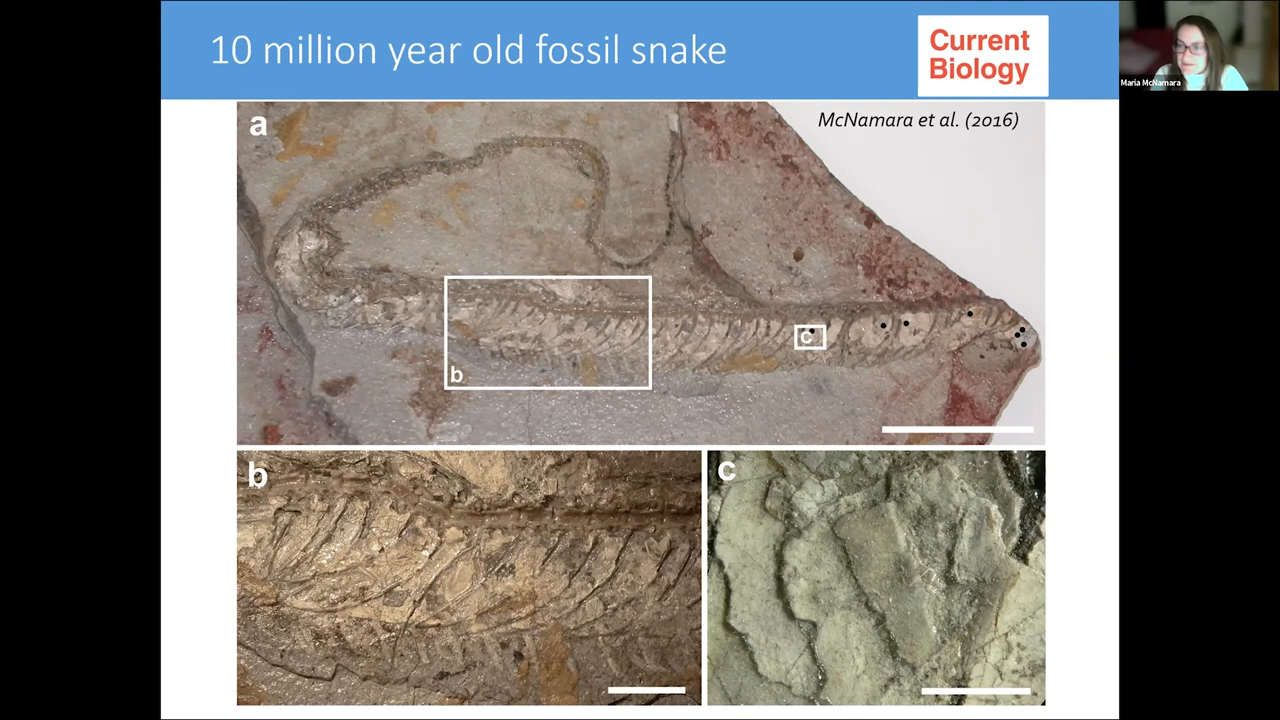 10 million year old fossil snake
Current
Biology
Maria McNamara
a
McNamara et al. (2016)
c
b
b
c